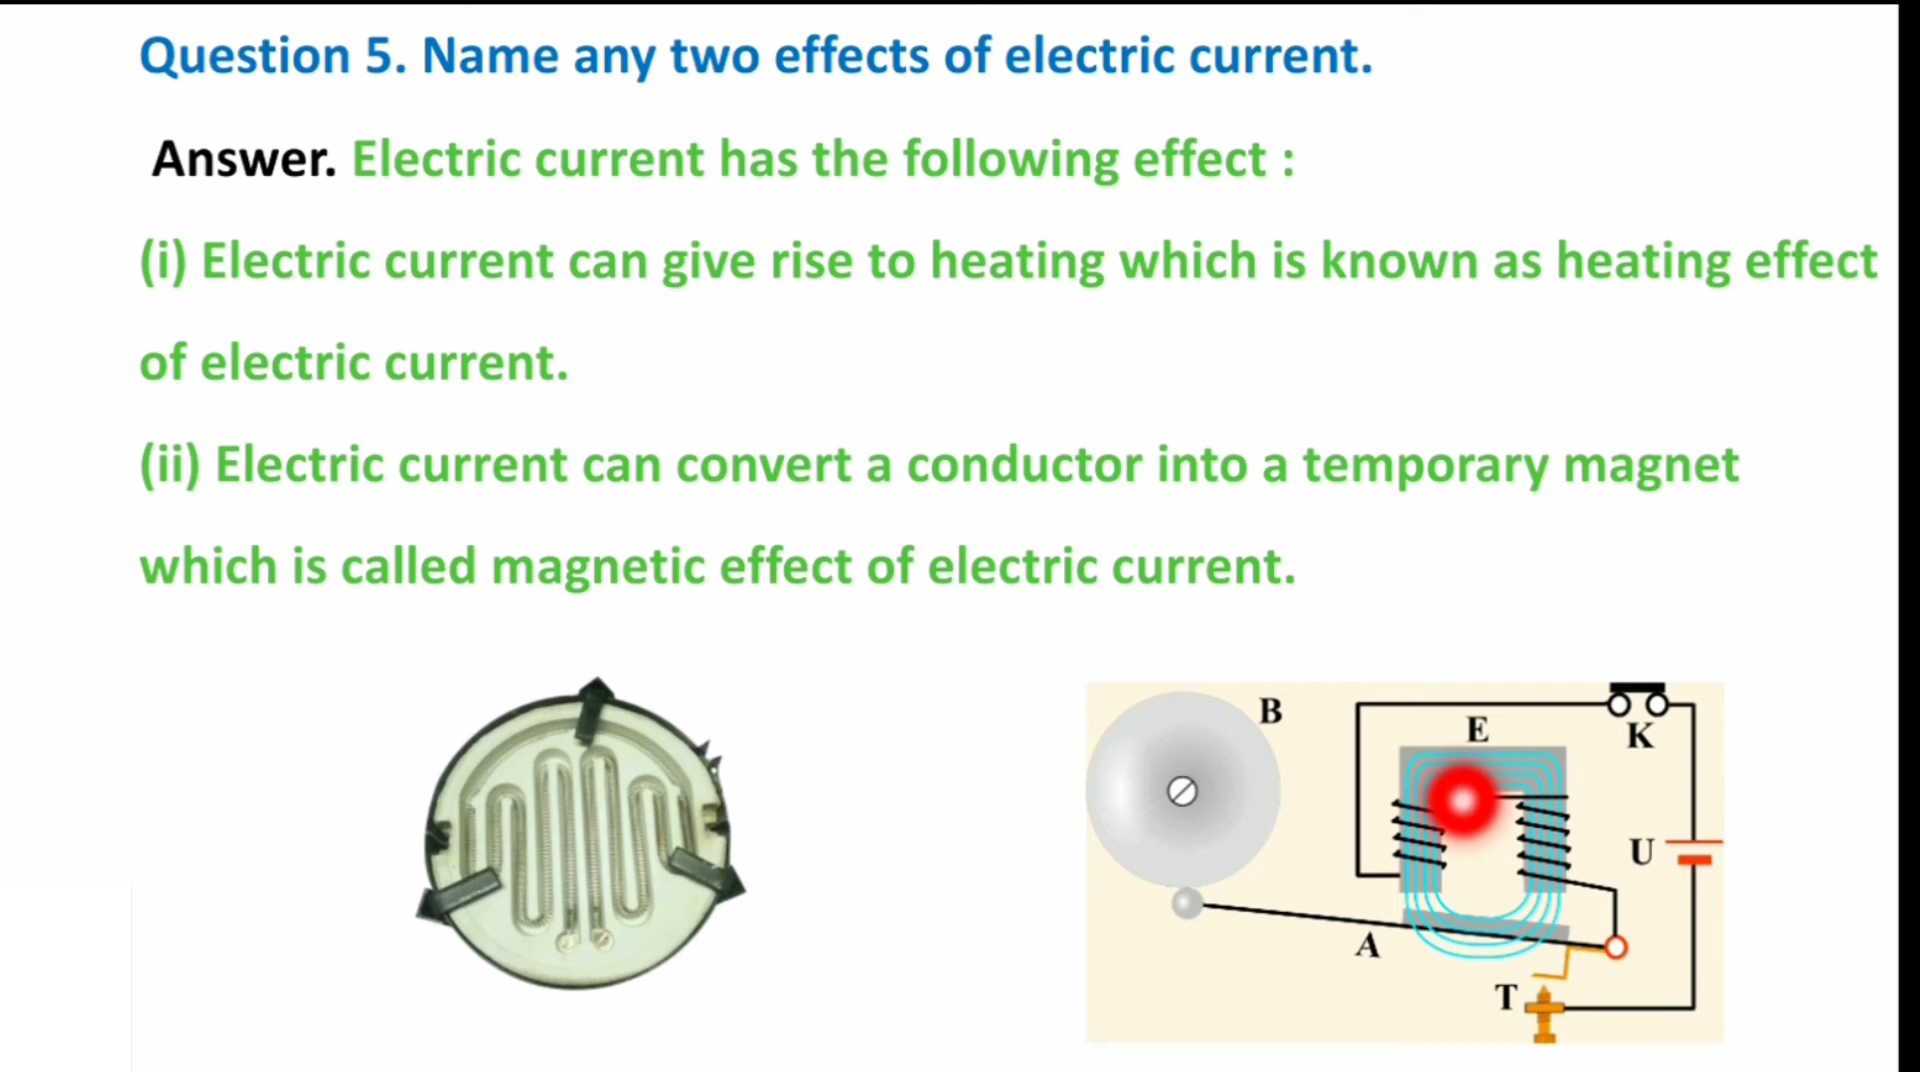 Question 5. Name any two effects of electric current.
Answer. Electric current has the following effect :
(i) Electric current can give rise to heating which is known as heating effect
of electric current.
(ii) Electric current can convert a conductor into a temporary magnet
which is called magnetic effect of electric current.
B
E
K
U
A
T